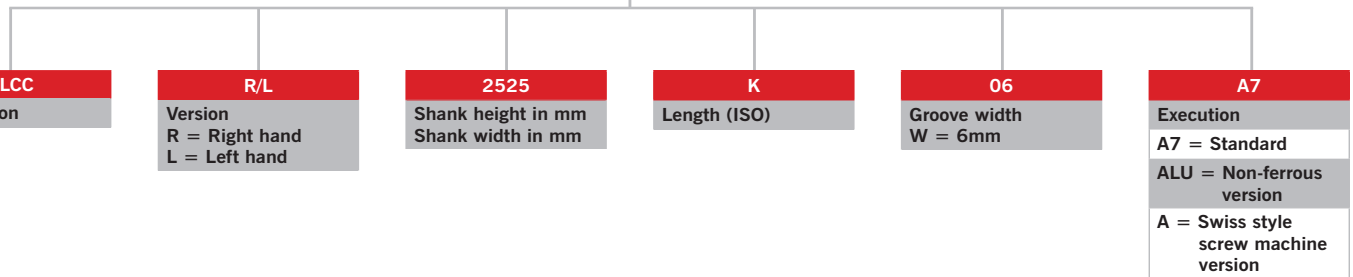 LCC
on
R/L
Version
R = Right hand
L = Left hand
2525
Shank height in mm
Shank width in mm
K
Length (ISO)
06
Groove width
W = 6mm
A7
Execution
A7 = Standard
ALU = Non-ferrous
version
A = Swiss style
screw machine
version